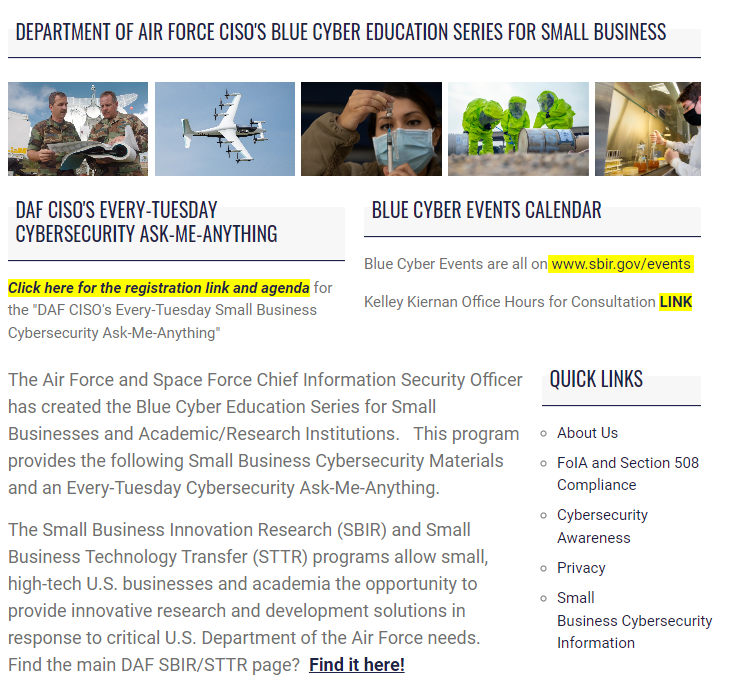 DEPARTMENT OF AIR FORCE CISO'S BLUE CYBER EDUCATION SERIES FOR SMALL BUSINESS
DAF CISO'S EVERY-TUESDAY
CYBERSECURITY ASK-ME-ANYTHING
Click here for the registration link and agenda for
the "DAF CISO's Every-Tuesday Small Business
Cybersecurity Ask-Me-Anything"
BLUE CYBER EVENTS CALENDAR
Blue Cyber Events are all on www.sbir.gov/events
Kelley Kiernan Office Hours for Consultation LINK
The Air Force and Space Force Chief Information Security Officer
has created the Blue Cyber Education Series for Small
Businesses and Academic/Research Institutions.   This program
provides the following Small Business Cybersecurity Materials
and an Every-Tuesday Cybersecurity Ask-Me-Anything.
The Small Business Innovation Research (SBIR) and Small
Business Technology Transfer (STTR) programs allow small,
high-tech U.S. businesses and academia the opportunity to
provide innovative research and development solutions in
response to critical U.S. Department of the Air Force needs.
Find the main DAF SBIR/STTR page?  Find it here!
QUICK LINKS
About Us
FoIA and Section 508
Compliance
Cybersecurity
Awareness
Privacy
Small
Business Cybersecurity
Information